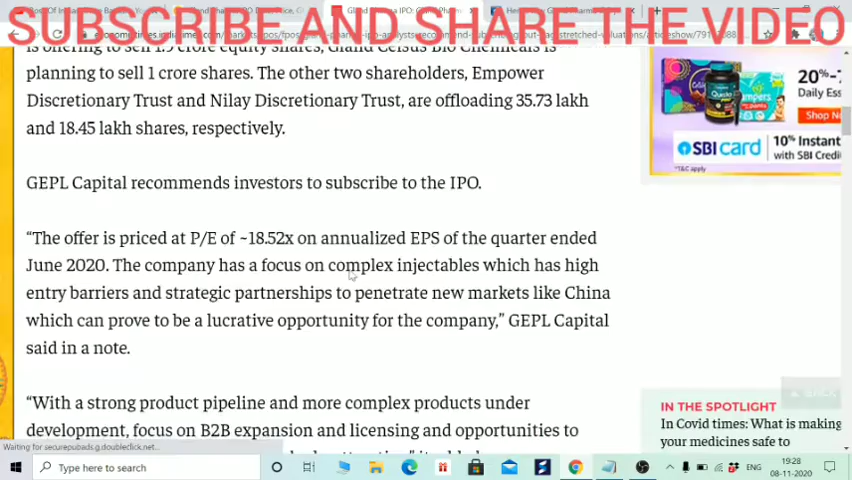 SUBSCRIBE AND SHARE THE VIDEO
planning to sell 1 crore shares. The other two shareholders, Empower
Discretionary Trust and Nilay Discretionary Trust, are offloading 35.73 lakh
and 18.45 lakh shares, respectively.
GEPL Capital recommends investors to subscribe to the IPO.
“The offer is priced at P/E of ~18.52x on annualized EPS of the quarter ended
June 2020. The company has a focus on complex injectables which has high
entry barriers and strategic partnerships to penetrate new markets like China
which can prove to be a lucrative opportunity for the company,” GEPL Capital
said in a note.
“With a strong product pipeline and more complex products under
development, focus on B2B expansion and licensing and opportunities to
20%-
Daily Ess
Shop No
SBI card
10% Instant
with SBI Credi
*T&C apply
IN THE SPOTLIGHT
In Covid times: What is making
your medicines safe to
Waiting for securepubads.g.doubleclick.net...
Type here to search
ENG
19:28
08-11-2020